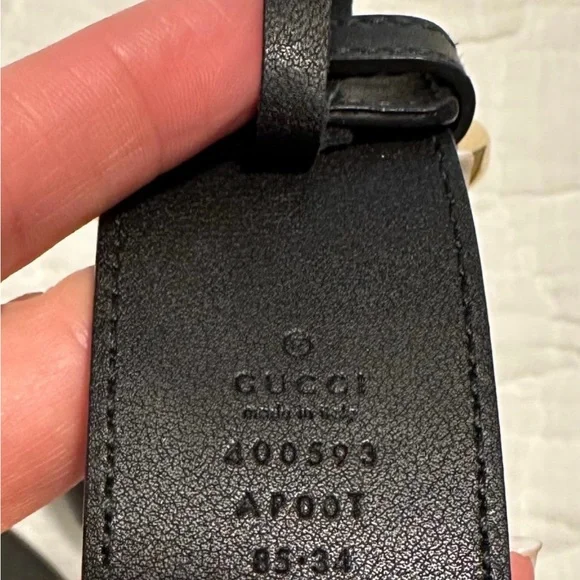 GUCCI
made in italy
400593
AP00T
85·34